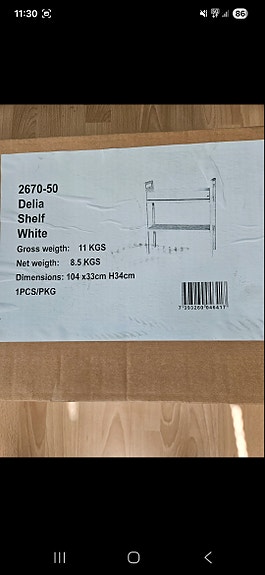 11:30
86
2670-50
Delia
Shelf
White
Gross weigth: 11 KGS
Net weigth: 8.5 KGS
Dimensions: 104 x33cm H34cm
1PCS/PKG